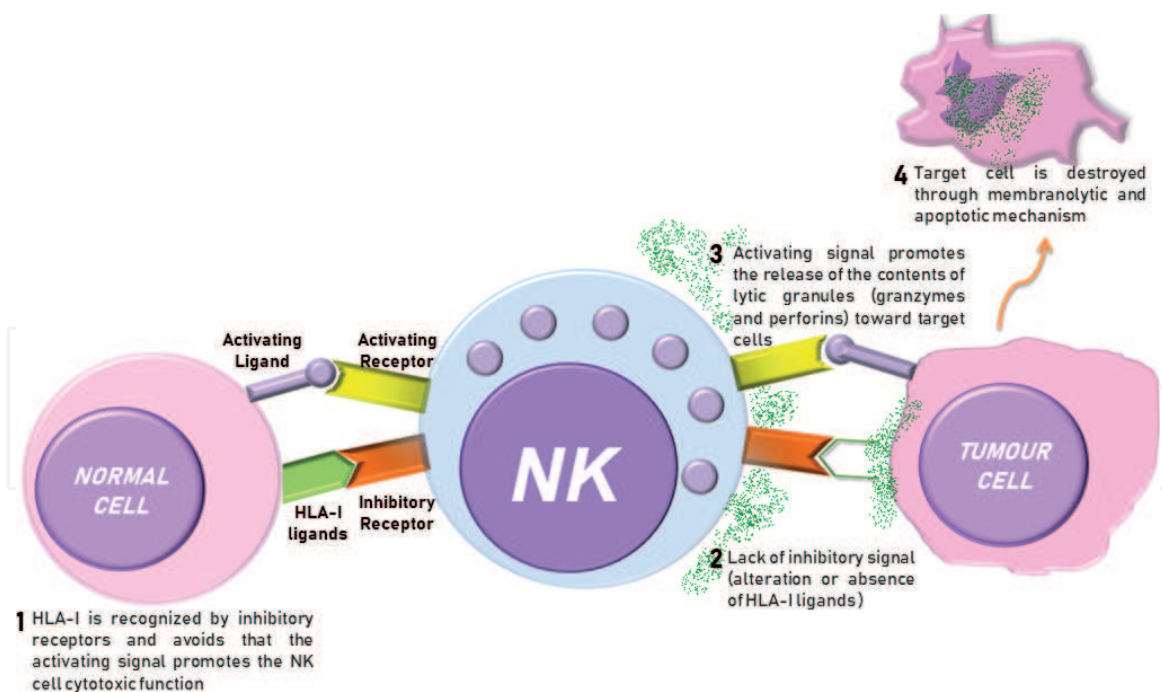 4 Target cell is destroyed
through membranolytic and
apoptotic mechanism
3 Activating signal promotes
the release of the contents of
lytic granules (granzymes
and perforins) toward target
cells
Activating
Ligand
Activating
Receptor
NORMAL
CELL
NK
TUMOUR
CELL
HLA-I
ligands
Inhibitory
Receptor
2 Lack of inhibitory signal
(alteration or absence
of HLA-I ligands)
1 HLA-I is recognized by inhibitory
receptors and avoids that the
activating signal promotes the NK
cell cytotoxic function